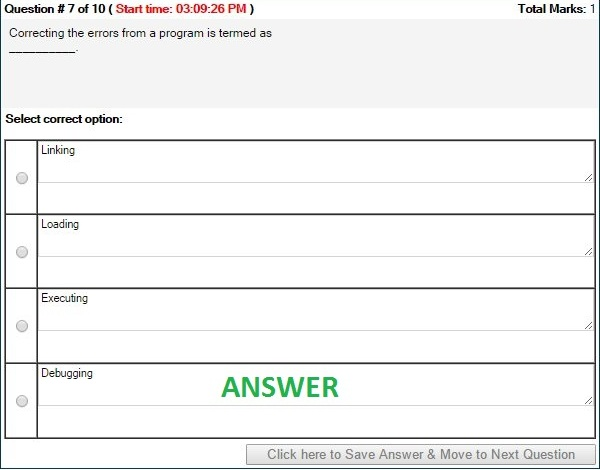 Question # 7 of 10 ( Start time: 03:09:26 PM ) Total Marks: 1
Correcting the errors from a program is termed as
__________.
Select correct option:
Linking
Loading
Executing
Debugging
ANSWER
Click here to Save Answer & Move to Next Question